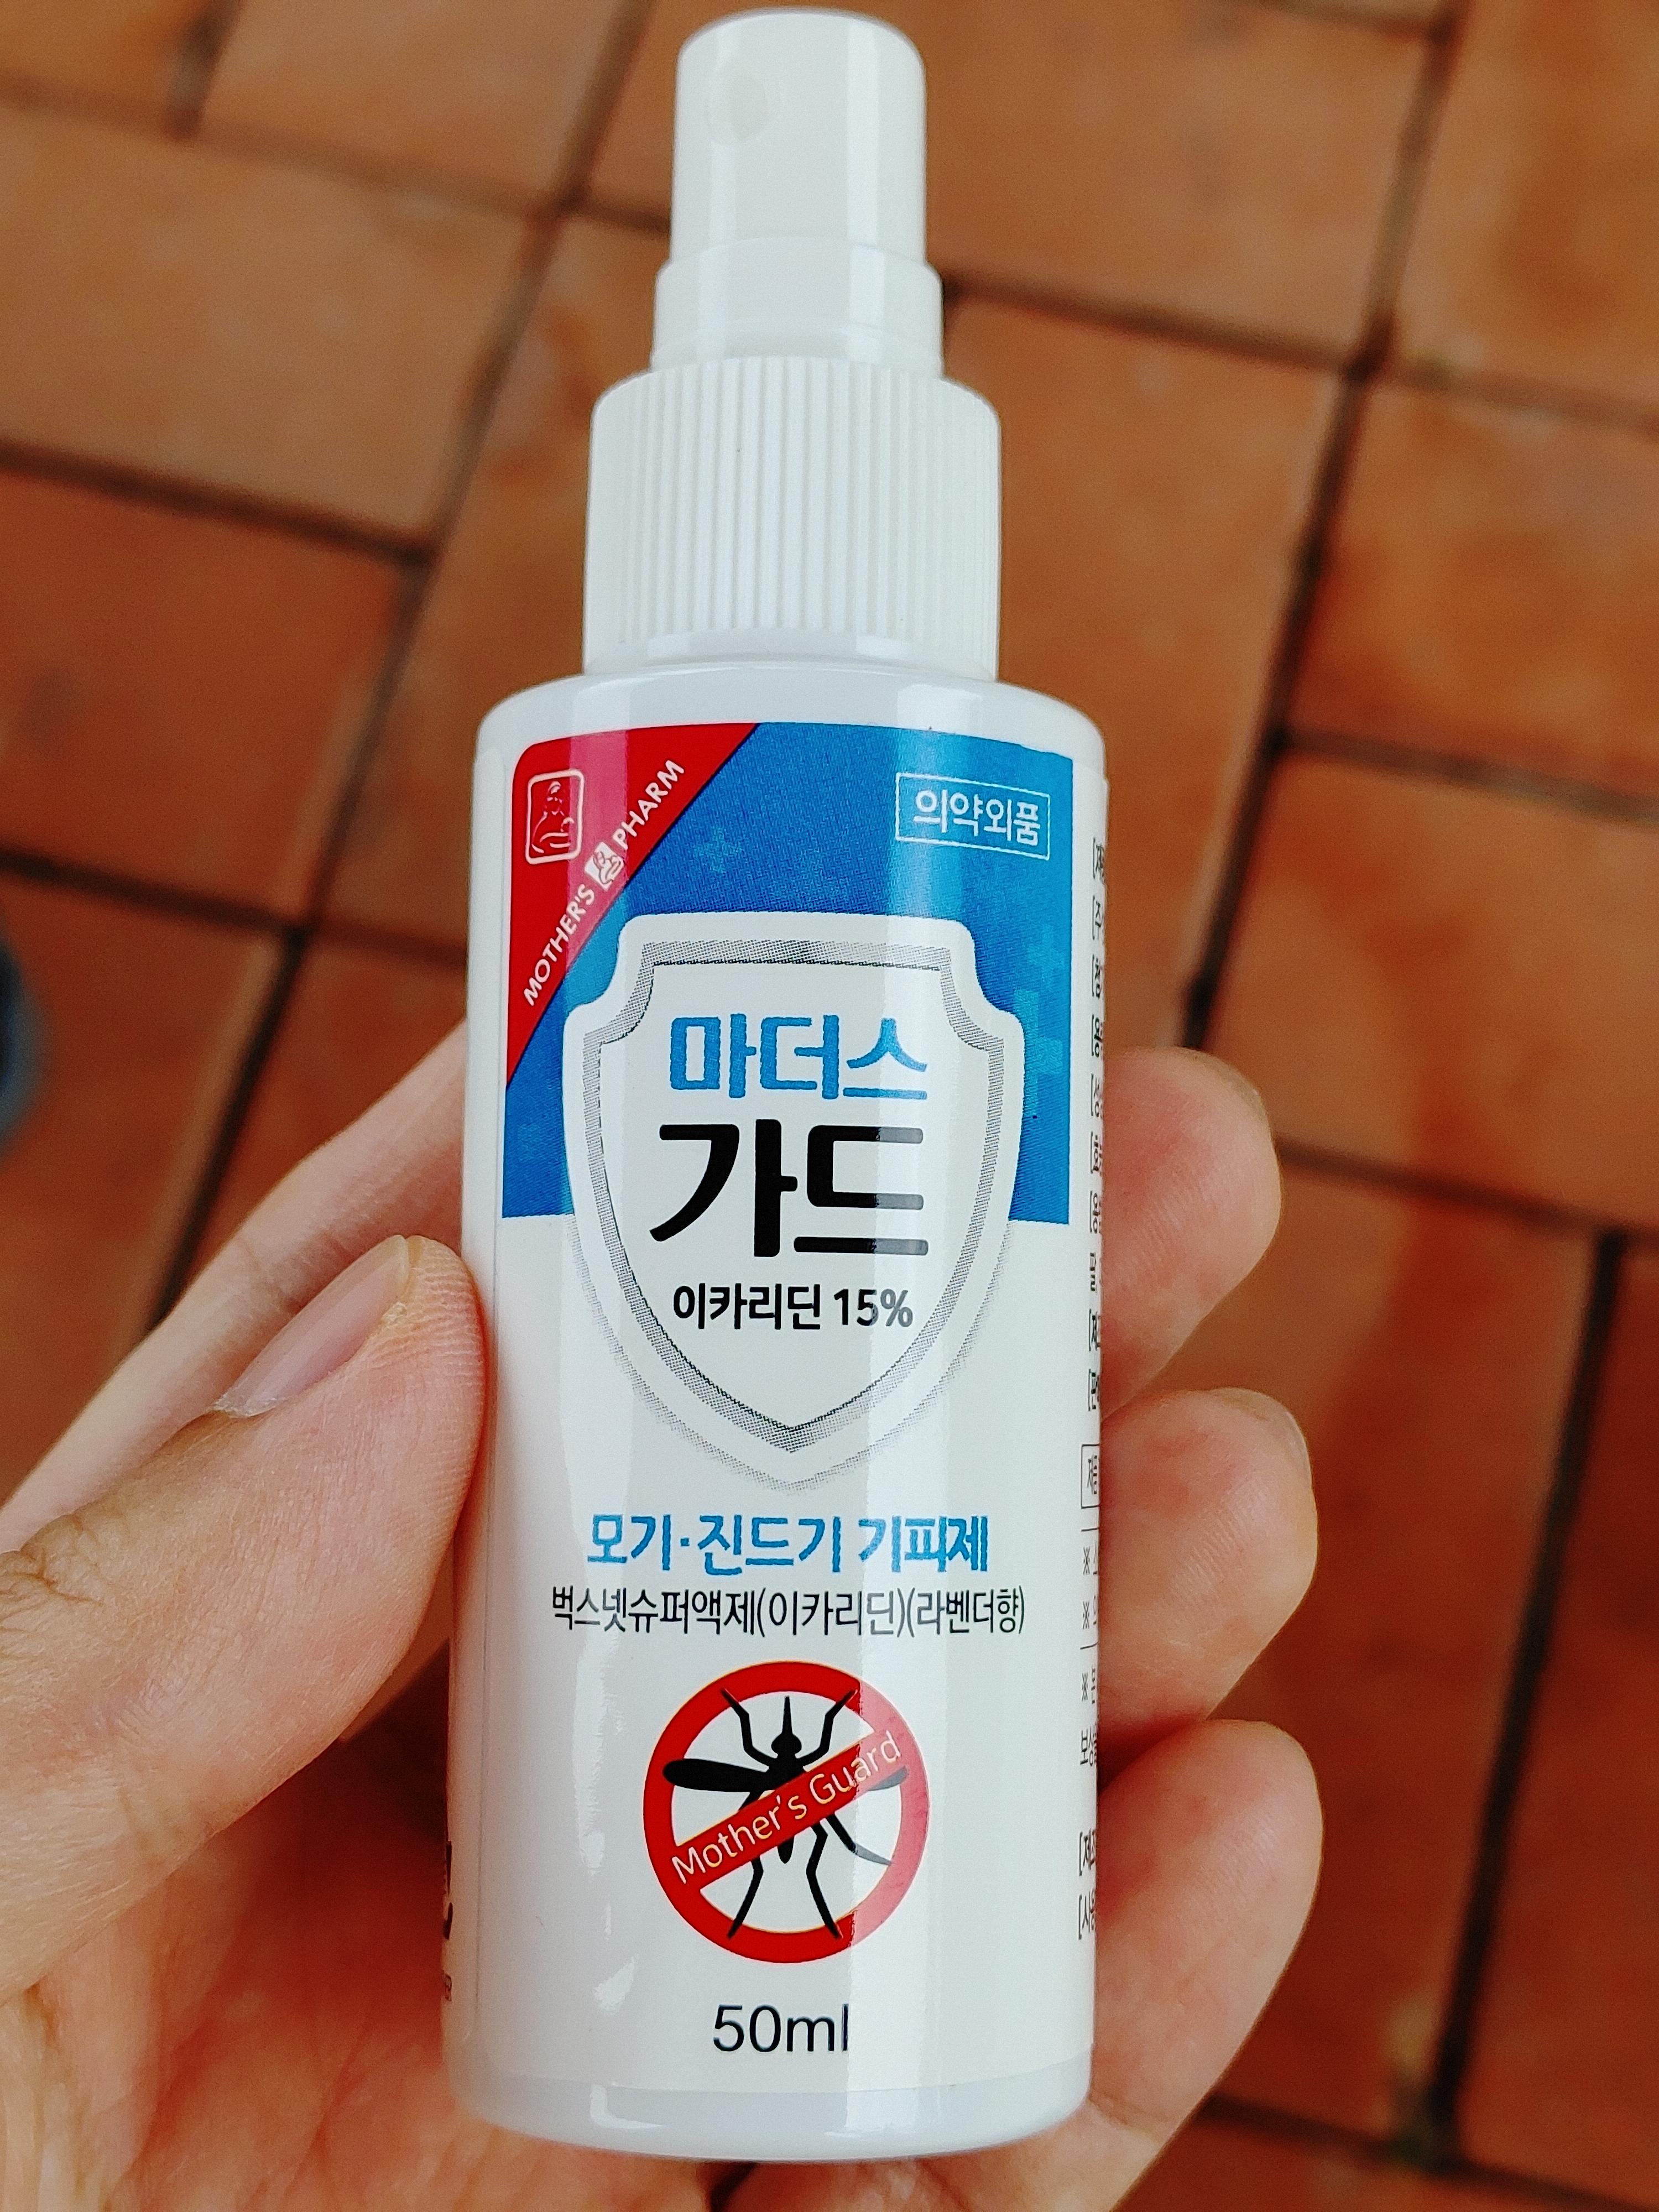 MOTHER'S PHARM
의약외품
마더스
가드
이카리딘 15%
모기·진드기 기피제
벅스넷슈퍼액제(이카리딘)(라벤더향)
Mother's Guard
50ml